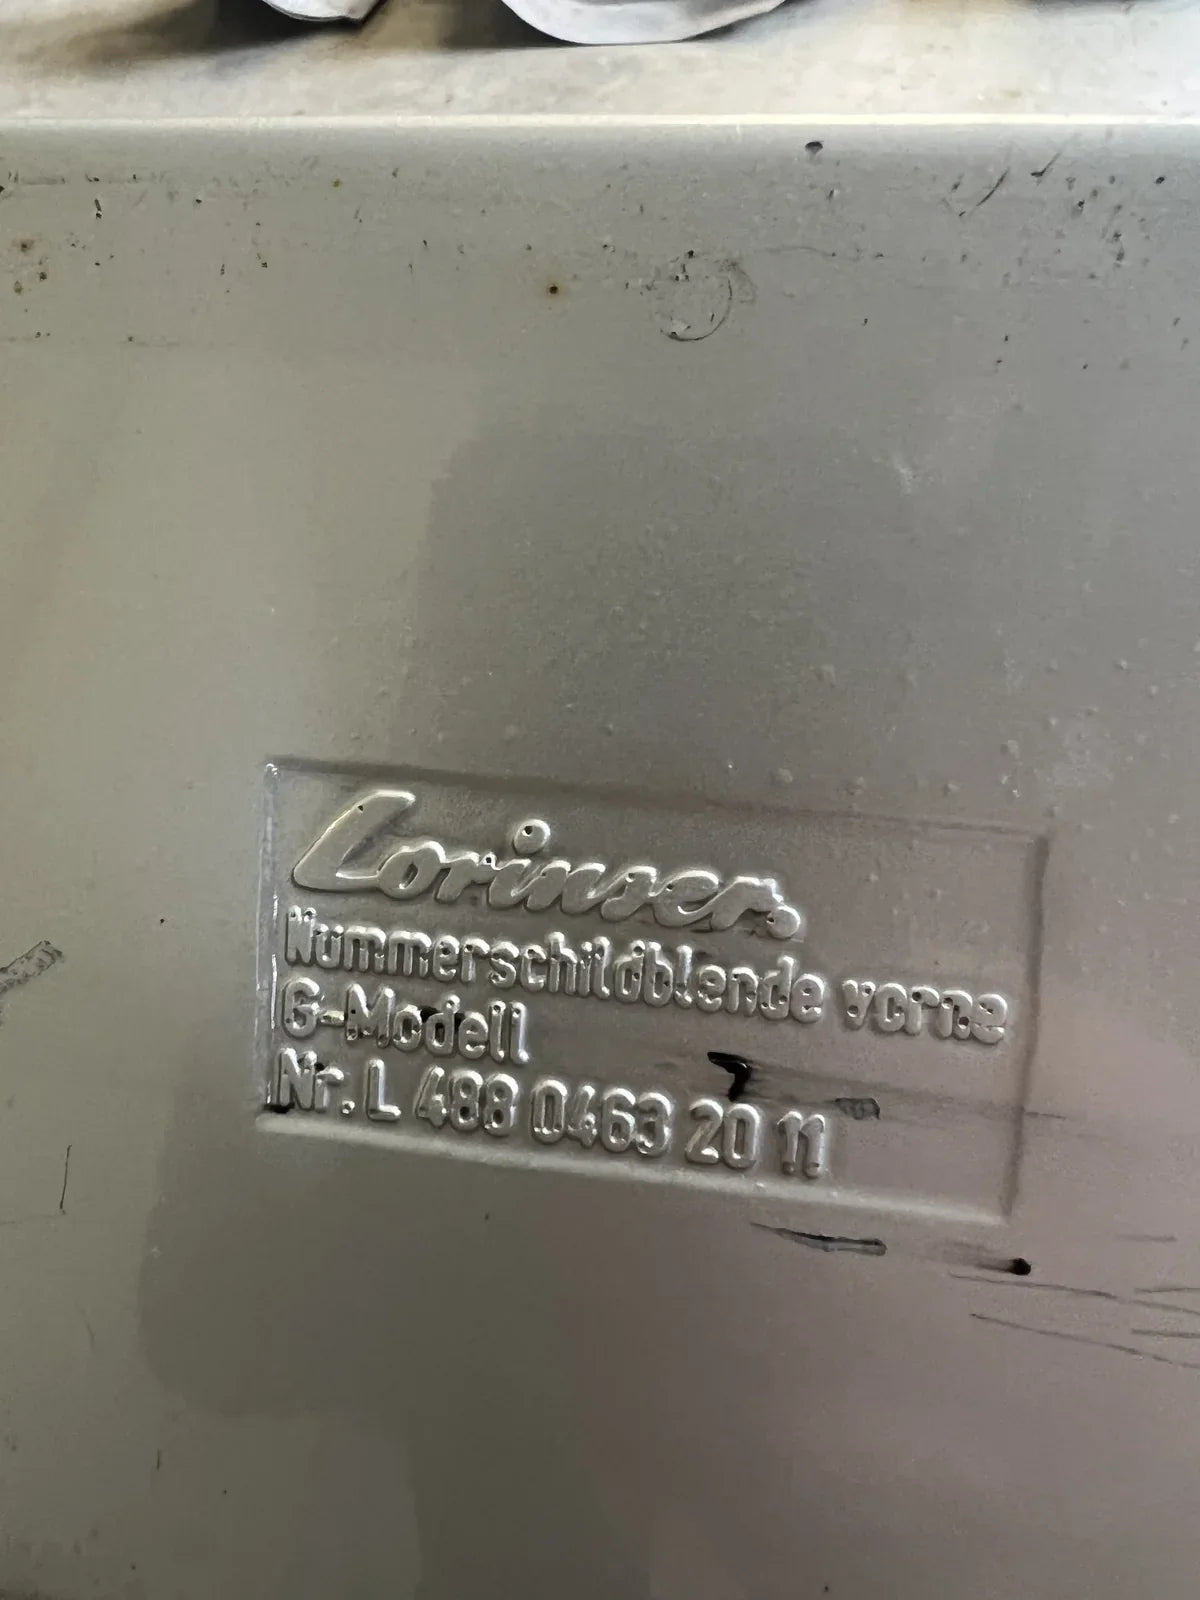 Lorinser
Nummerschildblende vorne
G-Modell
Nr. L 488 0463 20 11